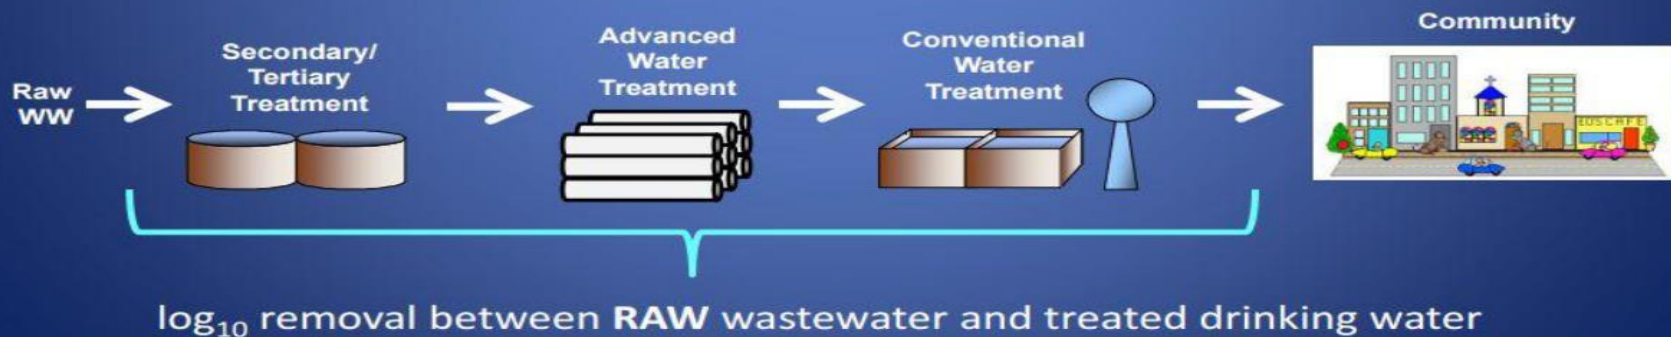 Community
Secondary/
Tertiary
Treatment
Advanced
Water
Treatment
Conventional
Water
Treatment
Raw
WW
log₁₀ removal between RAW wastewater and treated drinking water